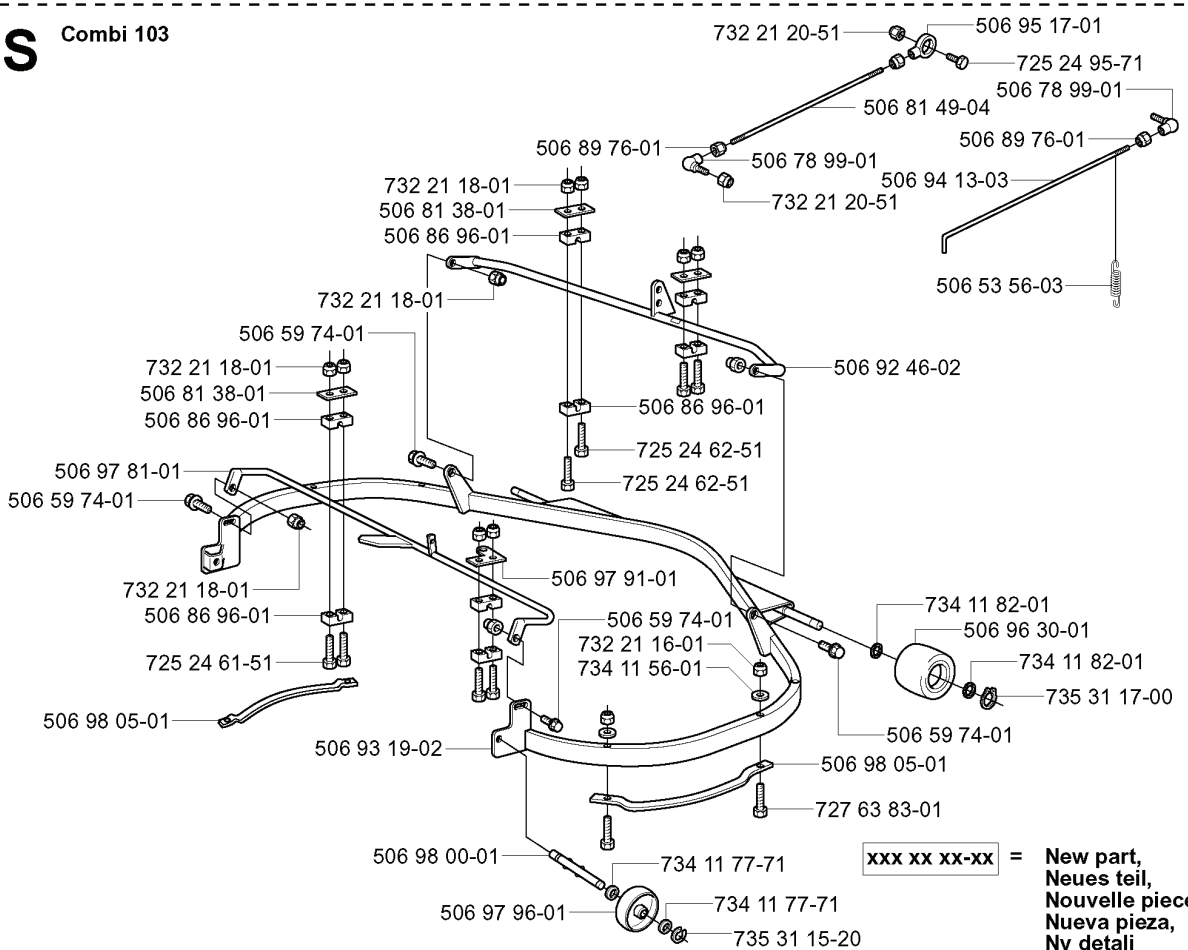 S
Combi 103
732 21 20-51
506 95 17-01
725 24 95-71
506 78 99-01
506 81 49-04
506 89 76-01
506 89 76-01
506 78 99-01
732 21 18-01
506 94 13-03
732 21 20-51
506 81 38-01
506 86 96-01
506 53 56-03
732 21 18-01
506 59 74-01
732 21 18-01
506 92 46-02
506 81 38-01
506 86 96-01
506 86 96-01
725 24 62-51
506 97 81-01
725 24 62-51
506 59 74-01
506 97 91-01
732 21 18-01
734 11 82-01
506 86 96-01
506 59 74-01
506 96 30-01
732 21 16-01
725 24 61-51
734 11 56-01
734 11 82-01
735 31 17-00
506 98 05-01
506 59 74-01
506 93 19-02
506 98 05-01
727 63 83-01
506 98 00-01
734 11 77-71
506 97 96-01
734 11 77-71
735 31 15-20
xxx xx xx-xx = New part,
Neues teil,
Nouvelle piece
Nueva pieza,
Ny detalj